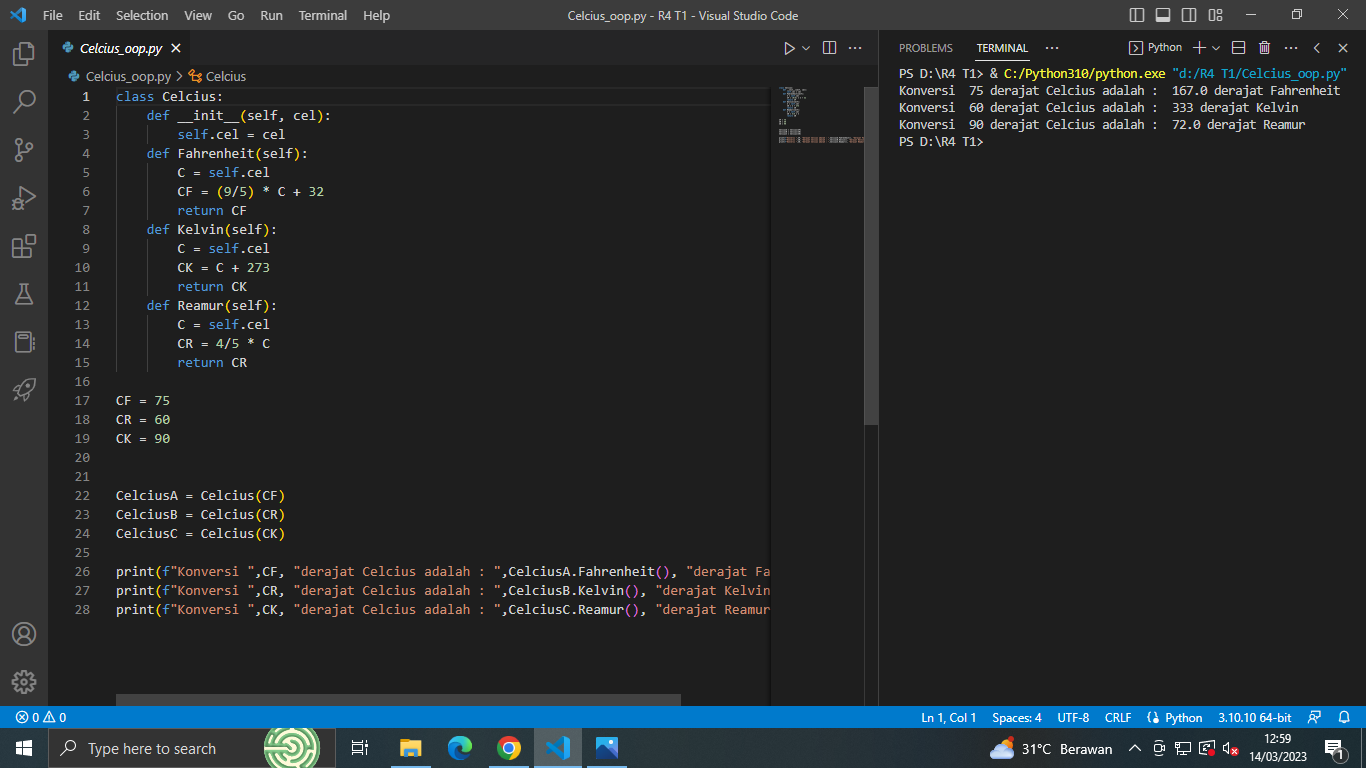 File Edit Selection View Go Run Terminal Help Celcius_oop.py - R4 T1 - Visual Studio Code
Celcius_oop.py
Celcius_oop.py > Celcius
1 class Celcius:
2     def __init__(self, cel):
3         self.cel = cel
4     def Fahrenheit(self):
5         C = self.cel
6         CF = (9/5) * C + 32
7         return CF
8     def Kelvin(self):
9         C = self.cel
10         CK = C + 273
11         return CK
12     def Reamur(self):
13         C = self.cel
14         CR = 4/5 * C
15         return CR
16
17 CF = 75
18 CR = 60
19 CK = 90
20
21
22 CelciusA = Celcius(CF)
23 CelciusB = Celcius(CR)
24 CelciusC = Celcius(CK)
25
26 print(f"Konversi ",CF, "derajat Celcius adalah : ",CelciusA.Fahrenheit(), "derajat Fa
27 print(f"Konversi ",CR, "derajat Celcius adalah : ",CelciusB.Kelvin(), "derajat Kelvin
28 print(f"Konversi ",CK, "derajat Celcius adalah : ",CelciusC.Reamur(), "derajat Reamur
PROBLEMS TERMINAL Python
PS D:\R4 T1> & C:/Python310/python.exe "d:/R4 T1/Celcius_oop.py"
Konversi  75 derajat Celcius adalah :  167.0 derajat Fahrenheit
Konversi  60 derajat Celcius adalah :  333 derajat Kelvin
Konversi  90 derajat Celcius adalah :  72.0 derajat Reamur
PS D:\R4 T1>
0 0 Ln 1, Col 1 Spaces: 4 UTF-8 CRLF Python 3.10.10 64-bit
Type here to search 31°C Berawan 12:59
14/03/2023 1